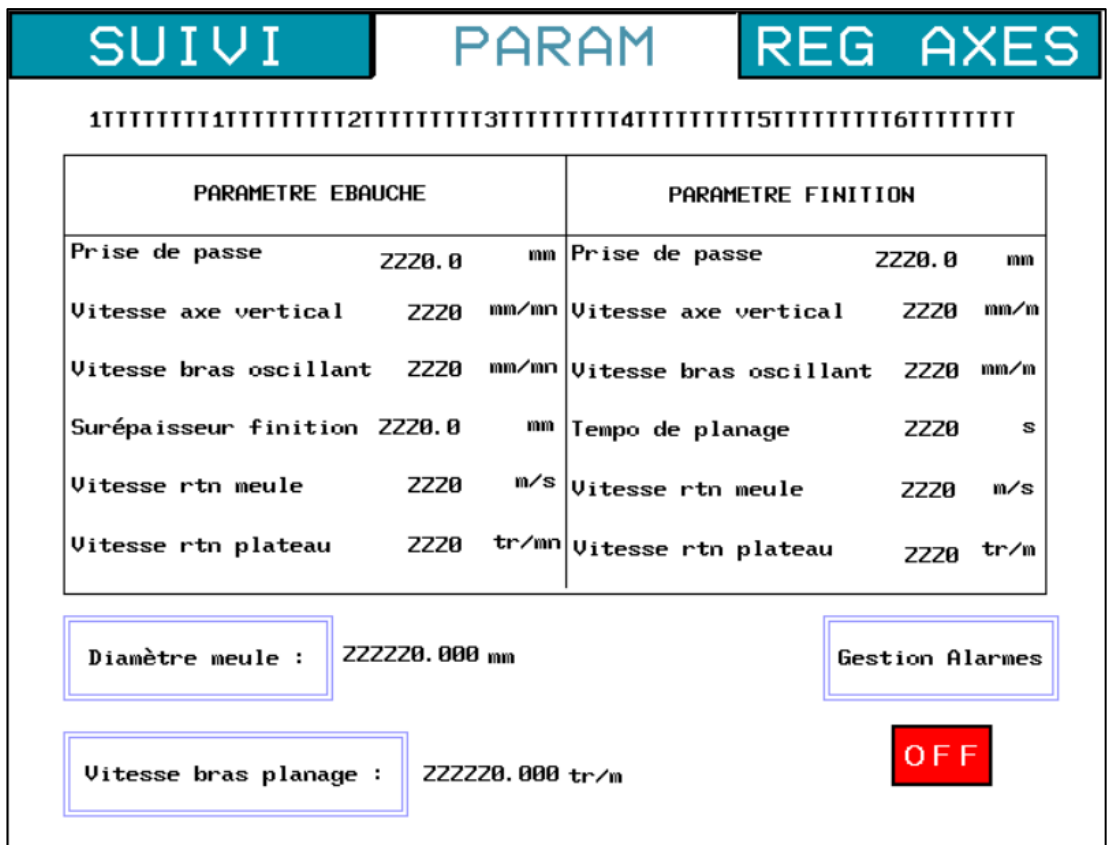 SUIVI PARAM REG AXES
1TTTTTTTT1TTTTTTTTT2TTTTTTTTT3TTTTTTTTT4TTTTTTTTT5TTTTTTTTT6TTTTTTTT
PARAMETRE EBAUCHE PARAMETRE FINITION
Prise de passe ZZZ0.0 mm Prise de passe ZZZ0.0 mm
Vitesse axe vertical ZZZ0 mm/mn Vitesse axe vertical ZZZ0 mm/m
Vitesse bras oscillant ZZZ0 mm/mn Vitesse bras oscillant ZZZ0 mm/m
Surépaisseur finition ZZZ0.0 mm Tempo de planage ZZZ0 s
Vitesse rtn meule ZZZ0 m/s Vitesse rtn meule ZZZ0 m/s
Vitesse rtn plateau ZZZ0 tr/mn Vitesse rtn plateau ZZZ0 tr/m
Diamètre meule : ZZZZZ0.000 mm Gestion Alarmes
Vitesse bras planage : ZZZZZ0.000 tr/m OFF